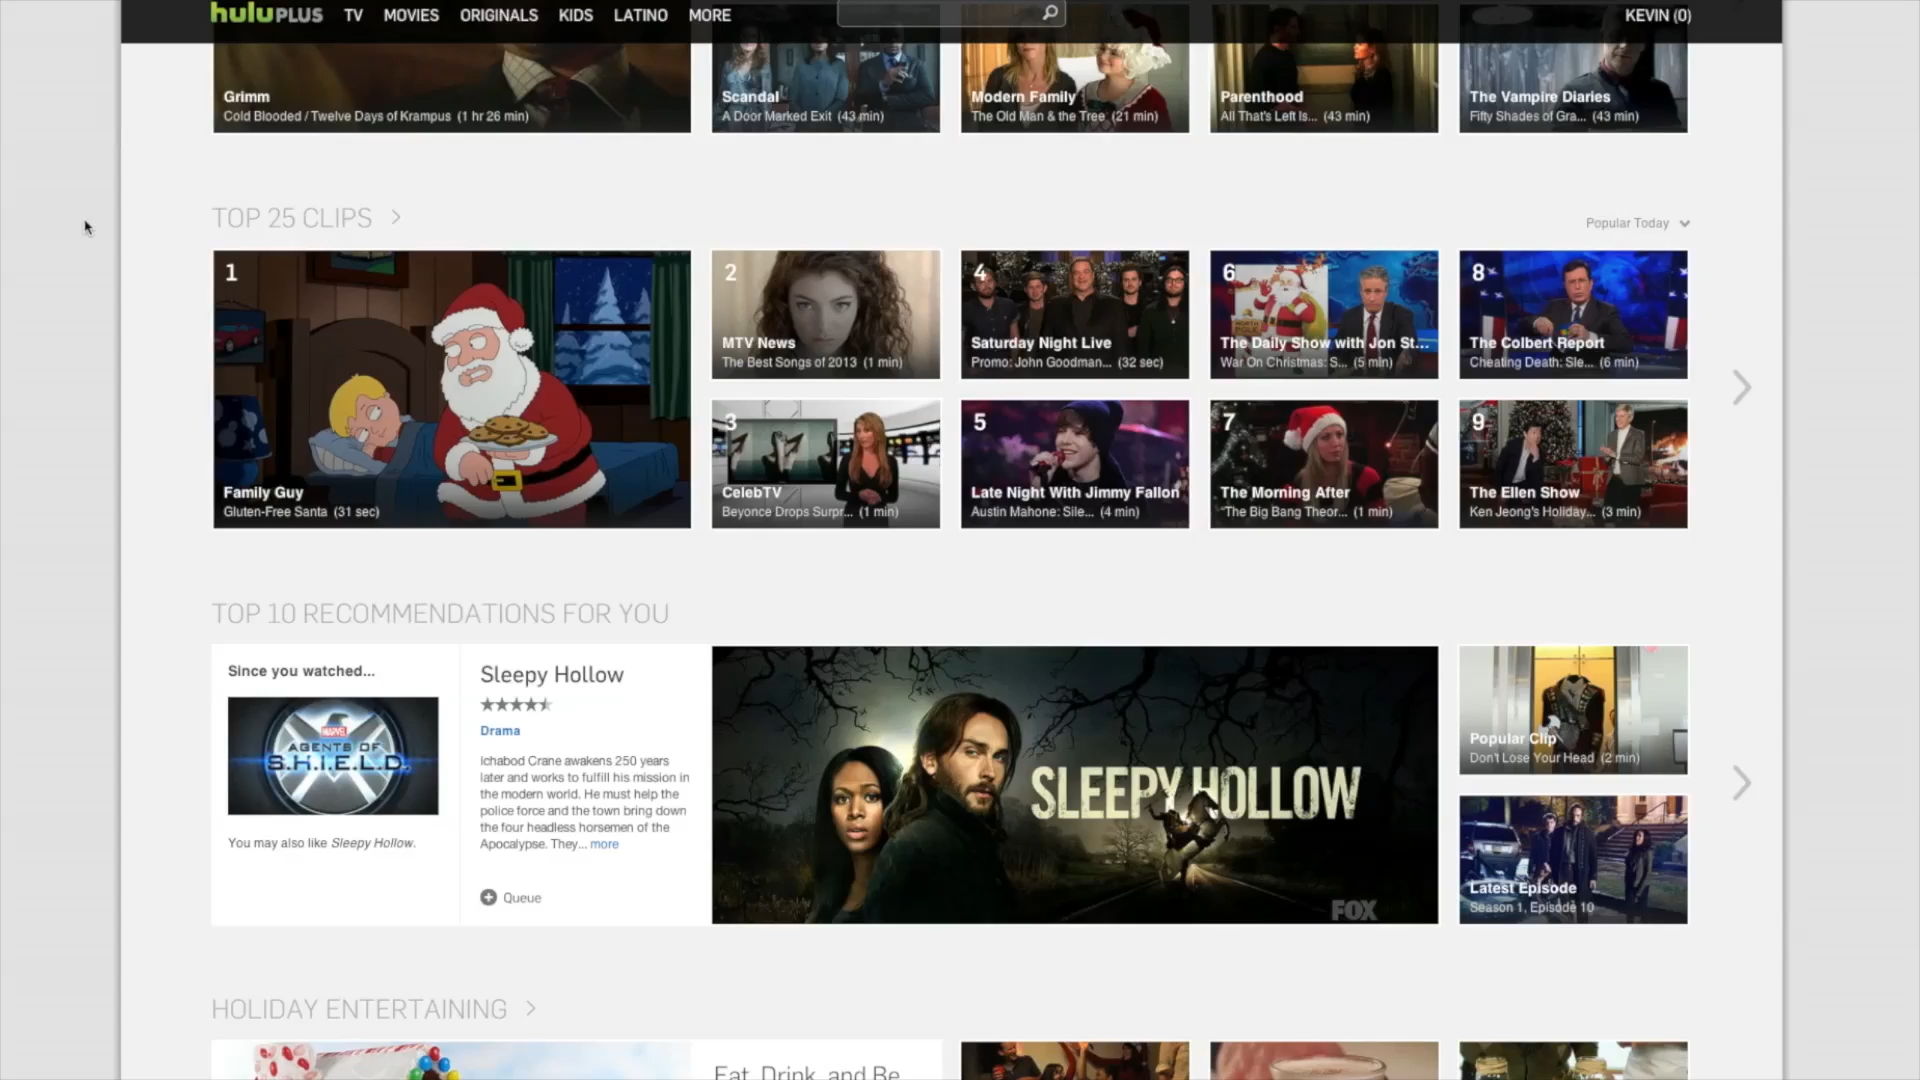 huluPLUS TV MOVIES ORIGINALS KIDS LATINO MORE KEVIN (0)
Grimm
Cold Blooded / Twelve Days of Krampus (1 hr 26 min)
Scandal
A Door Marked Exit (43 min)
Modern Family
The Old Man & the Tree (21 min)
Parenthood
All That's Left Is... (43 min)
The Vampire Diaries
Fifty Shades of Gra... (43 min)
TOP 25 CLIPS
Popular Today
1
Family Guy
Gluten-Free Santa (31 sec)
2
MTV News
The Best Songs of 2013 (1 min)
3
CelebTV
Beyonce Drops Surpr... (1 min)
4
Saturday Night Live
Promo: John Goodman... (32 sec)
5
Late Night With Jimmy Fallon
Austin Mahone: Sile... (4 min)
6
NORTH POLE
The Daily Show with Jon St...
War On Christmas: S... (5 min)
7
The Morning After
"The Big Bang Theor... (1 min)
8
The Colbert Report
Cheating Death: Sle... (6 min)
9
The Ellen Show
Ken Jeong's Holiday... (3 min)
TOP 10 RECOMMENDATIONS FOR YOU
Since you watched...
MARVEL
AGENTS OF
S.H.I.E.L.D.
You may also like Sleepy Hollow.
Sleepy Hollow
Drama
Ichabod Crane awakens 250 years
later and works to fulfill his mission in
the modern world. He must help the
police force and the town bring down
the four headless horsemen of the
Apocalypse. They... more
Queue
SLEEPY HOLLOW
FOX
Popular Clip
Don't Lose Your Head (2 min)
Latest Episode
Season 1, Episode 10
HOLIDAY ENTERTAINING
Eat, Drink, and Be